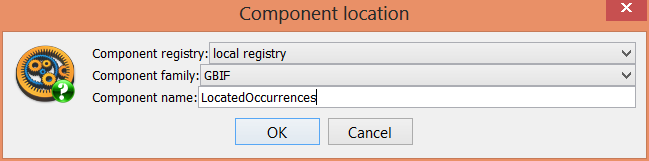 Component location
Component registry: local registry
Component family: GBIF
Component name: LocatedOccurrences
OK Cancel